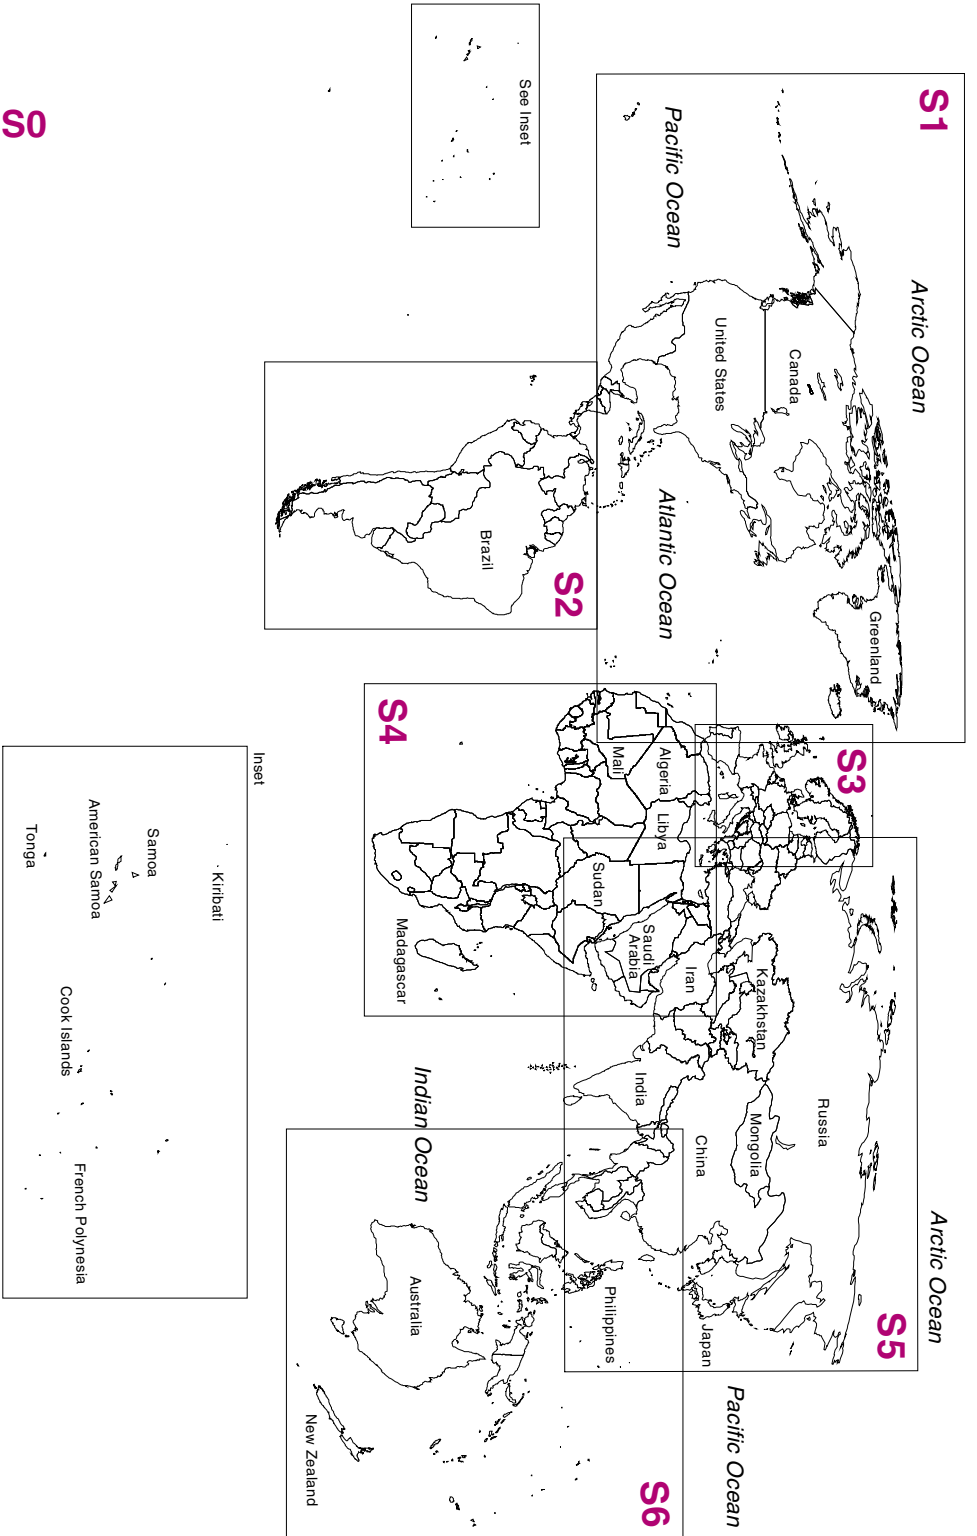 S1
Arctic Ocean
Pacific Ocean
Canada
United States
Greenland
Atlantic Ocean
See Inset
S2
Brazil
S3
S4
Algeria
Libya
Mali
Sudan
Saudi
Arabia
Iran
Madagascar
S5
Arctic Ocean
Russia
Kazakhstan
Mongolia
China
India
Japan
Philippines
Pacific Ocean
Indian Ocean
S6
Australia
New Zealand
S0
Inset
Kiribati
Samoa
American Samoa
Tonga
Cook Islands
French Polynesia